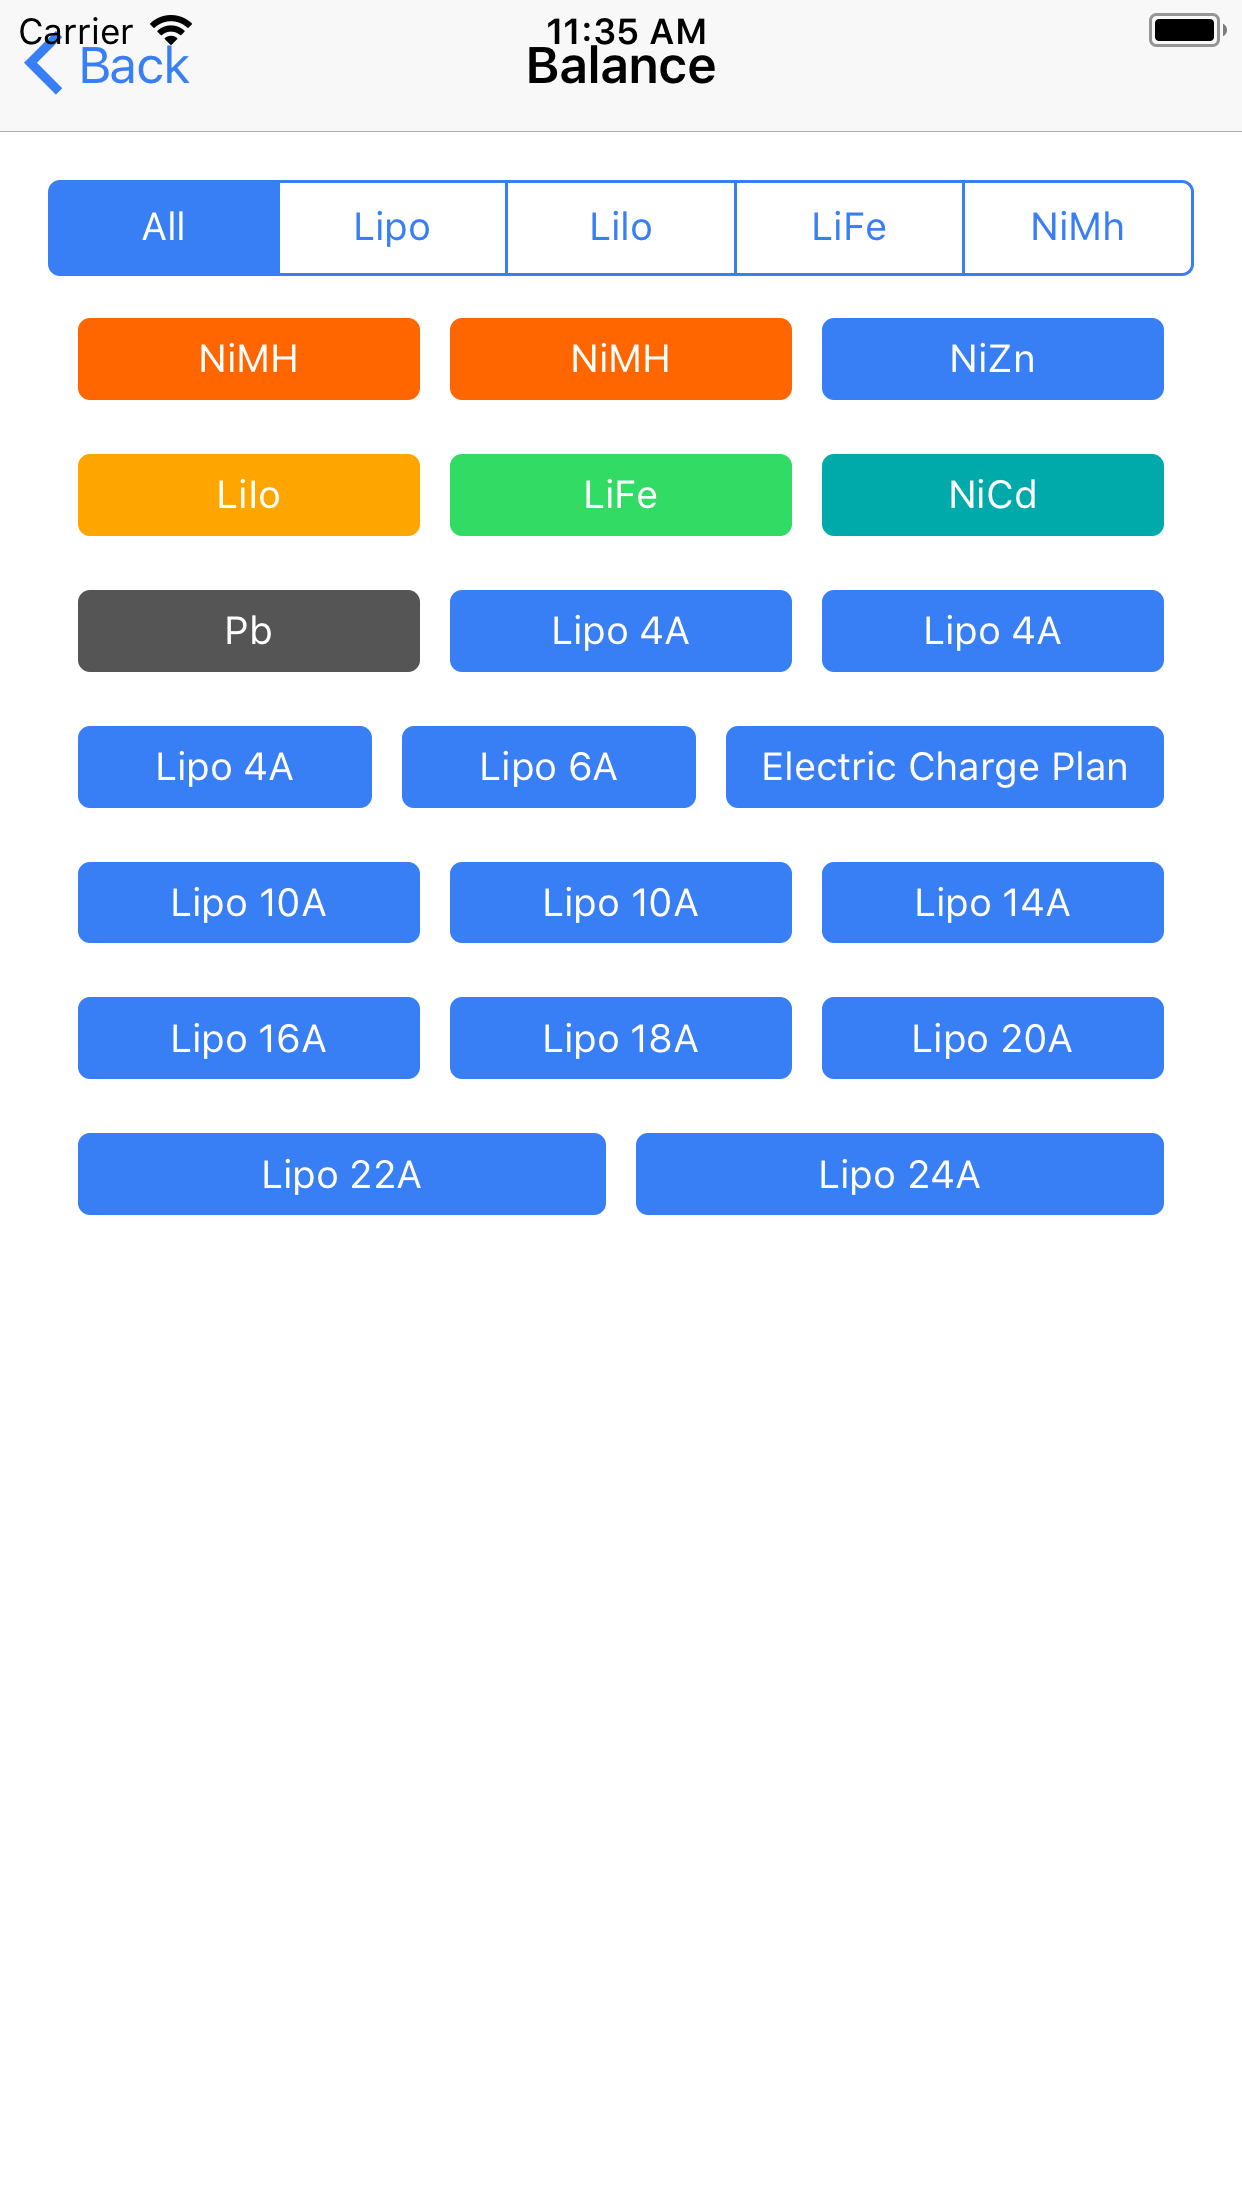 Carrier 11:35 AM
Back Balance
All Lipo LiIo LiFe NiMh
NiMH NiMH NiZn
LiIo LiFe NiCd
Pb Lipo 4A Lipo 4A
Lipo 4A Lipo 6A Electric Charge Plan
Lipo 10A Lipo 10A Lipo 14A
Lipo 16A Lipo 18A Lipo 20A
Lipo 22A Lipo 24A